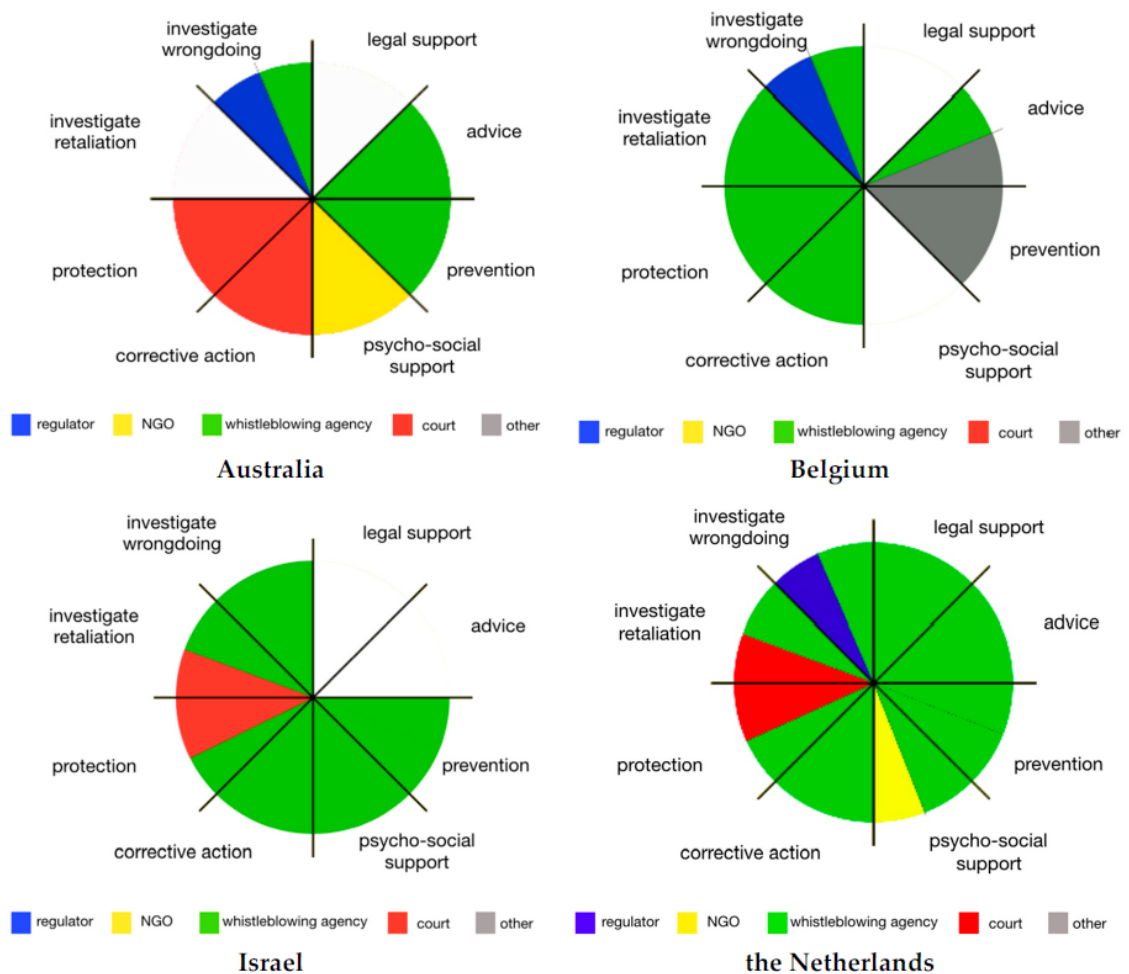 investigate
wrongdoing
legal support
investigate
retaliation
advice
protection
prevention
corrective action
psycho-social
support
regulator NGO whistleblowing agency court other
Australia
investigate
wrongdoing
legal support
investigate
retaliation
advice
protection
prevention
corrective action
psycho-social
support
regulator NGO whistleblowing agency court other
Belgium
investigate
wrongdoing
legal support
investigate
retaliation
advice
protection
prevention
corrective action
psycho-social
support
regulator NGO whistleblowing agency court other
Israel
investigate
wrongdoing
legal support
investigate
retaliation
advice
protection
prevention
corrective action
psycho-social
support
regulator NGO whistleblowing agency court other
the Netherlands